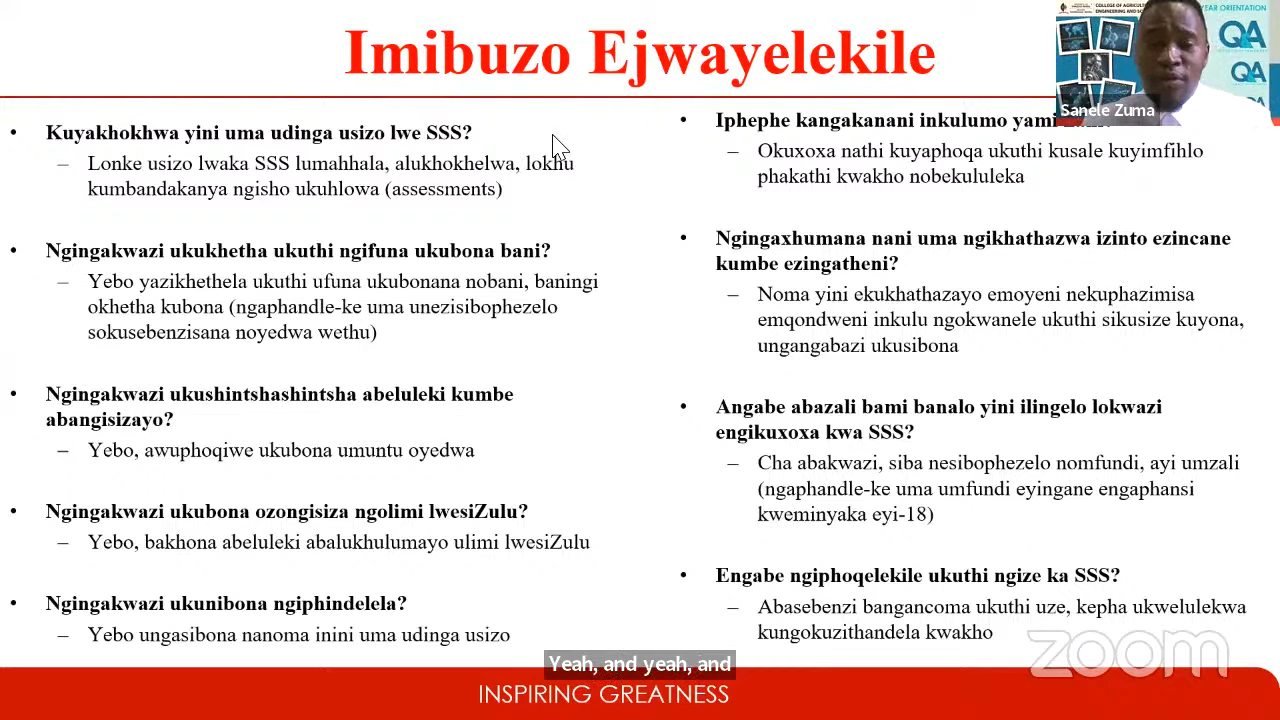 Imibuzo Ejwayelekile
• Kuyakhokhwa yini uma udinga usizo lwe SSS?
– Lonke usizo lwaka SSS lumahhala, alukhokhelwa, lokhu
kumbandakanya ngisho ukuhlowa (assessments)
• Ngingakwazi ukukhetha ukuthi ngifuna ukubona bani?
– Yebo yazikhethela ukuthi ufuna ukubonana nobani, baningi
okhetha kubona (ngaphandle-ke uma unezisibophezelo
sokusebenzisana noyedwa wethu)
• Ngingakwazi ukushintshashintsha abeluleki kumbe
abangisizayo?
– Yebo, awuphoqiwe ukubona umuntu oyedwa
• Ngingakwazi ukubona ozongisiza ngolimi lwesiZulu?
– Yebo, bakhona abeluleki abalukhulumayo ulimi lwesiZulu
• Ngingakwazi ukunibona ngiphindelela?
– Yebo ungasibona nanoma inini uma udinga usizo
• Iphephe kangakanani inkulumo yami
– Okuxoxa nathi kuyaphoqa ukuthi kusale kuyimfihlo
phakathi kwakho nobekululeka
• Ngingaxhumana nani uma ngikhathazwa izinto ezincane
kumbe ezingatheni?
– Noma yini ekukhathazayo emoyeni nekuphazimisa
emqondweni inkulu ngokwanele ukuthi sikusize kuyona,
ungangabazi ukusibona
• Angabe abazali bami banalo yini ilingelo lokwazi
engikuxoxa kwa SSS?
– Cha abakwazi, siba nesibophezelo nomfundi, ayi umzali
(ngaphandle-ke uma umfundi eyingane engaphansi
kweminyaka eyi-18)
• Engabe ngiphoqelekile ukuthi ngize ka SSS?
– Abasebenzi bangancoma ukuthi uze, kepha ukwelulekwa
kungokuzithandela kwakho
COLLEGE OF
YEAR ORIENTATION
QA
QA
Sanele Zuma
zoom
Yeah, and yeah, and
INSPIRING GREATNESS